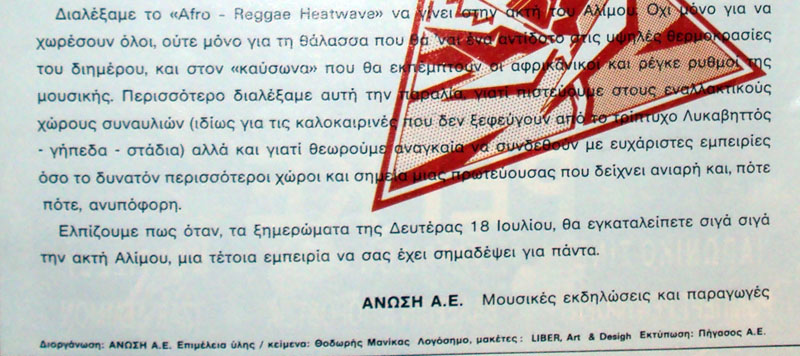 Διαλέξαμε το «Afro - Reggae Heatwave» να γίνει στην ακτή του Αλίμου. Όχι μόνο για να
χωρέσουν όλοι, ούτε μόνο για τη θάλασσα που θα 'ναι ένα αντίδοτο στις υψηλές θερμοκρασίες
του διημέρου, και στον «καύσωνα» που θα εκπέμπτουν οι αφρικανικοί και ρέγκε ρυθμοί της
μουσικής. Περισσότερο διαλέξαμε αυτή την παραλία, γιατί πιστεύουμε στους εναλλακτικούς
χώρους συναυλιών (ιδίως για τις καλοκαιρινές που δεν ξεφεύγουν από το τρίπτυχο Λυκαβηττός
- γήπεδα - στάδια) αλλά και γιατί θεωρούμε αναγκαία να συνδεθούν με ευχάριστες εμπειρίες
όσο το δυνατόν περισσότεροι χώροι και σημεία μιας πρωτεύουσας που δείχνει ανιαρή και, πότε
πότε, ανυπόφορη.
Ελπίζουμε πως όταν, τα ξημερώματα της Δευτέρας 18 Ιουλίου, θα εγκαταλείπετε σιγά σιγά
την ακτή Αλίμου, μια τέτοια εμπειρία να σας έχει σημαδέψει για πάντα.
ΑΝΩΣΗ Α.Ε. Μουσικές εκδηλώσεις και παραγωγές
Διοργάνωση: ΑΝΩΣΗ Α.Ε. Επιμέλεια ύλης / κείμενα: Θοδωρής Μανίκας Λογόσημο, μακέτες : LIBER, Art & Desigh Εκτύπωση: Πήγασος Α.Ε.